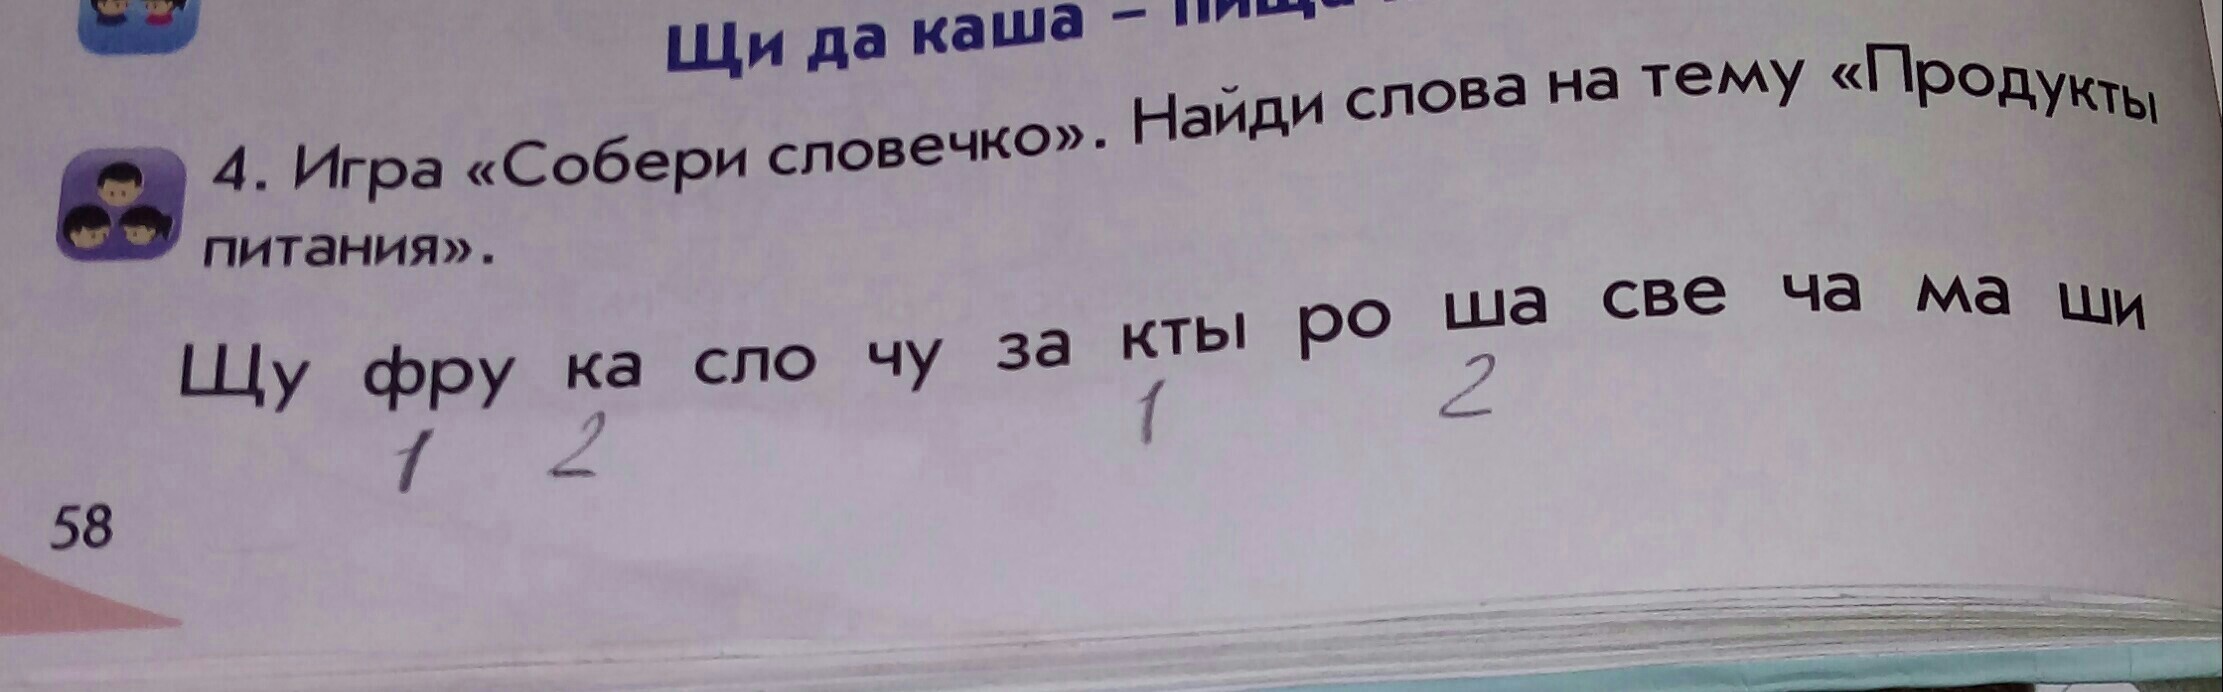 Щи да каша –
4. Игра «Собери словечко». Найди слова на тему «Продукты
питания».
Щу фру ка сло чу за кты ро ша све ча ма ши
1 2 1 2
58